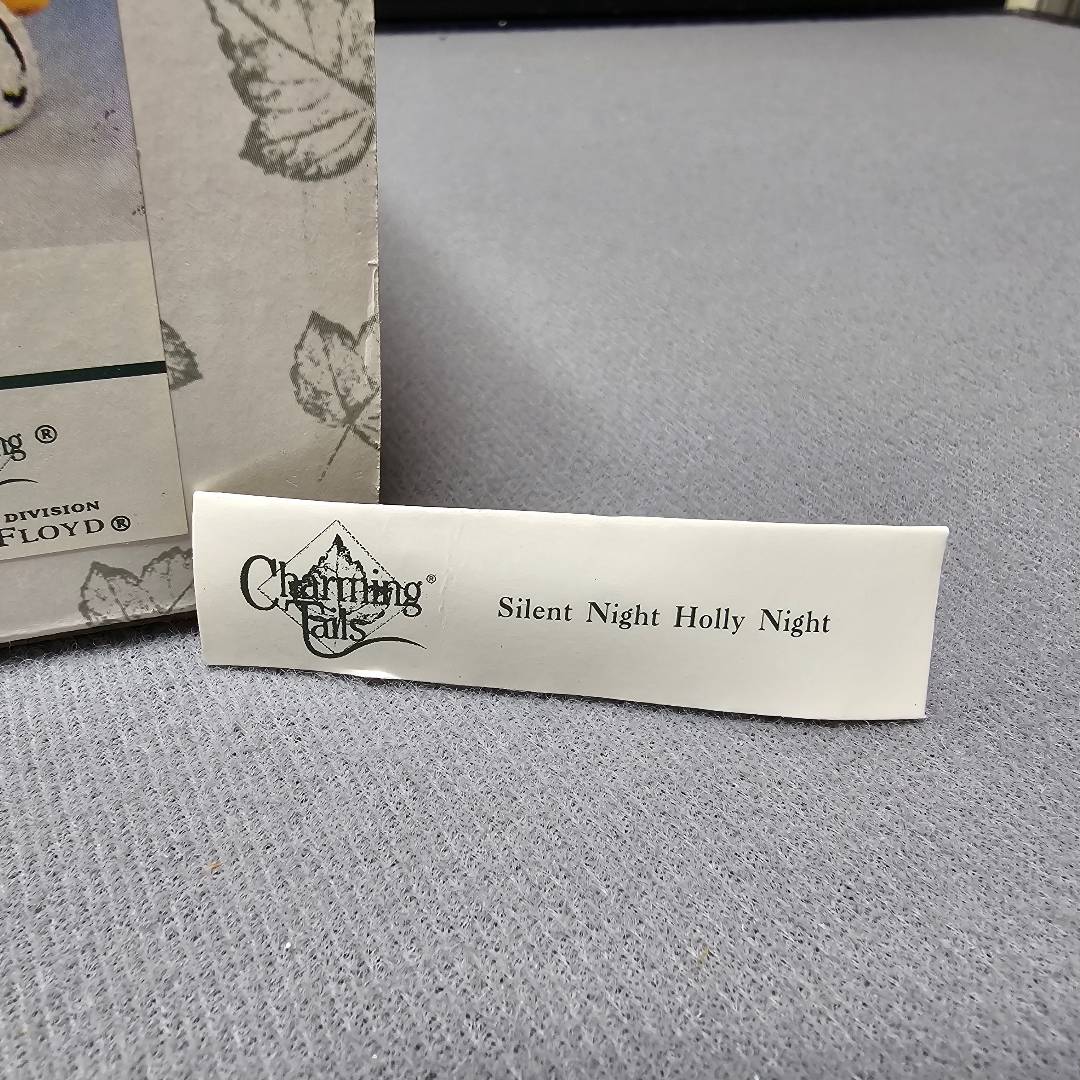 ®
DIVISION
FLOYD®
Charming®
Tails
Silent Night Holly Night